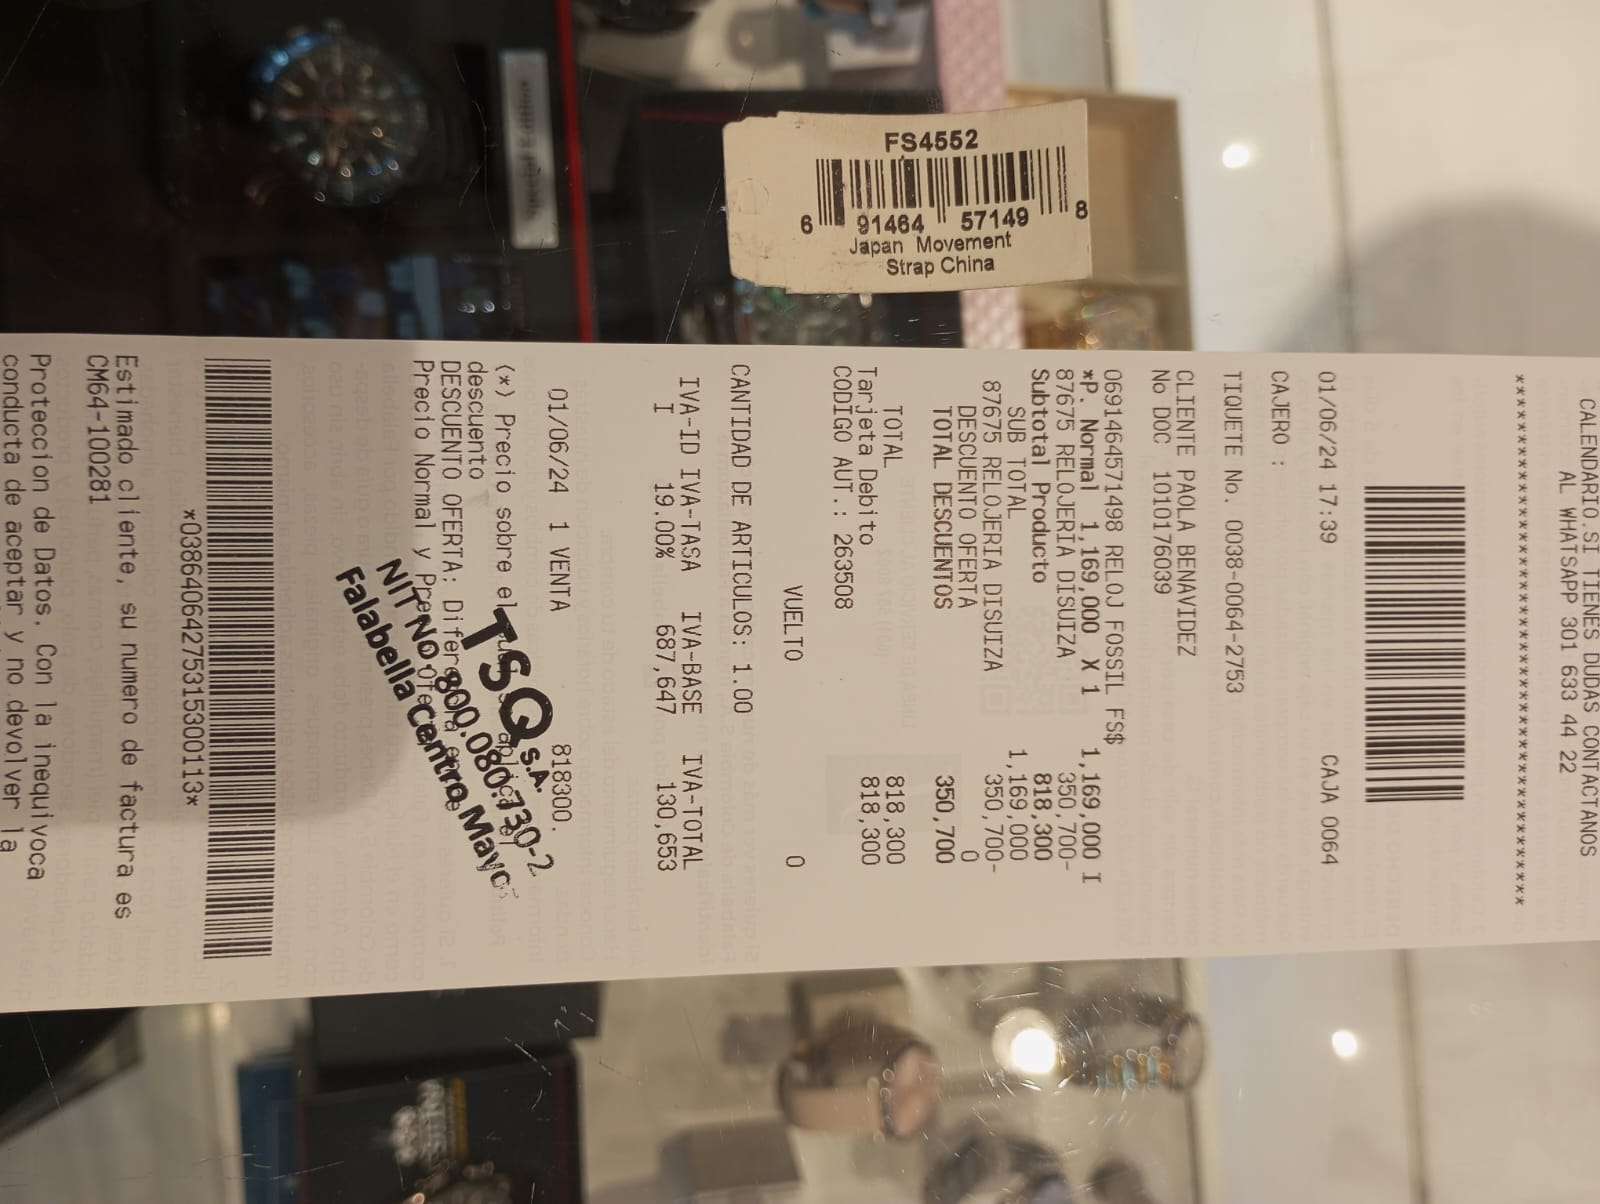 FS4552
6 91464 57149 8
Japan Movement
Strap China
CALENDARIO.SI TIENES DUDAS CONTACTANOS
AL WHATSAPP 301 633 44 22
01/06/24 17:39 CAJA 0064
CAJERO :
TIQUETE No. 0038-0064-2753
CLIENTE PAOLA BENAVIDEZ
No DOC 1010176039
0691464571498 RELOJ FOSSIL FS$
*P. Normal 1,169,000 X 1 1,169,000 I
87675 RELOJERIA DISUIZA 350,700-
Subtotal Producto 818,300
SUB TOTAL 1,169,000
87675 RELOJERIA DISUIZA 350,700-
DESCUENTO OFERTA 0
TOTAL DESCUENTOS 350,700
TOTAL 818,300
Tarjeta Debito 818,300
CODIGO AUT.: 263508
VUELTO 0
CANTIDAD DE ARTICULOS: 1.00
IVA-ID IVA-TASA IVA-BASE IVA-TOTAL
I 19.00% 687,647 130,653
01/06/24 1 VENTA 818300.
(*) Precio sobre el
descuento
DESCUENTO OFERTA:
Precio Normal y
TSQ S.A.
NIT No. 800.080.730-2
Falabella Centro Mayo
*038640642753153300113*
Estimado cliente, su numero de factura es
CM64-100281
Proteccion de Datos. Con la inequivoca
conducta de aceptar y no devolver la